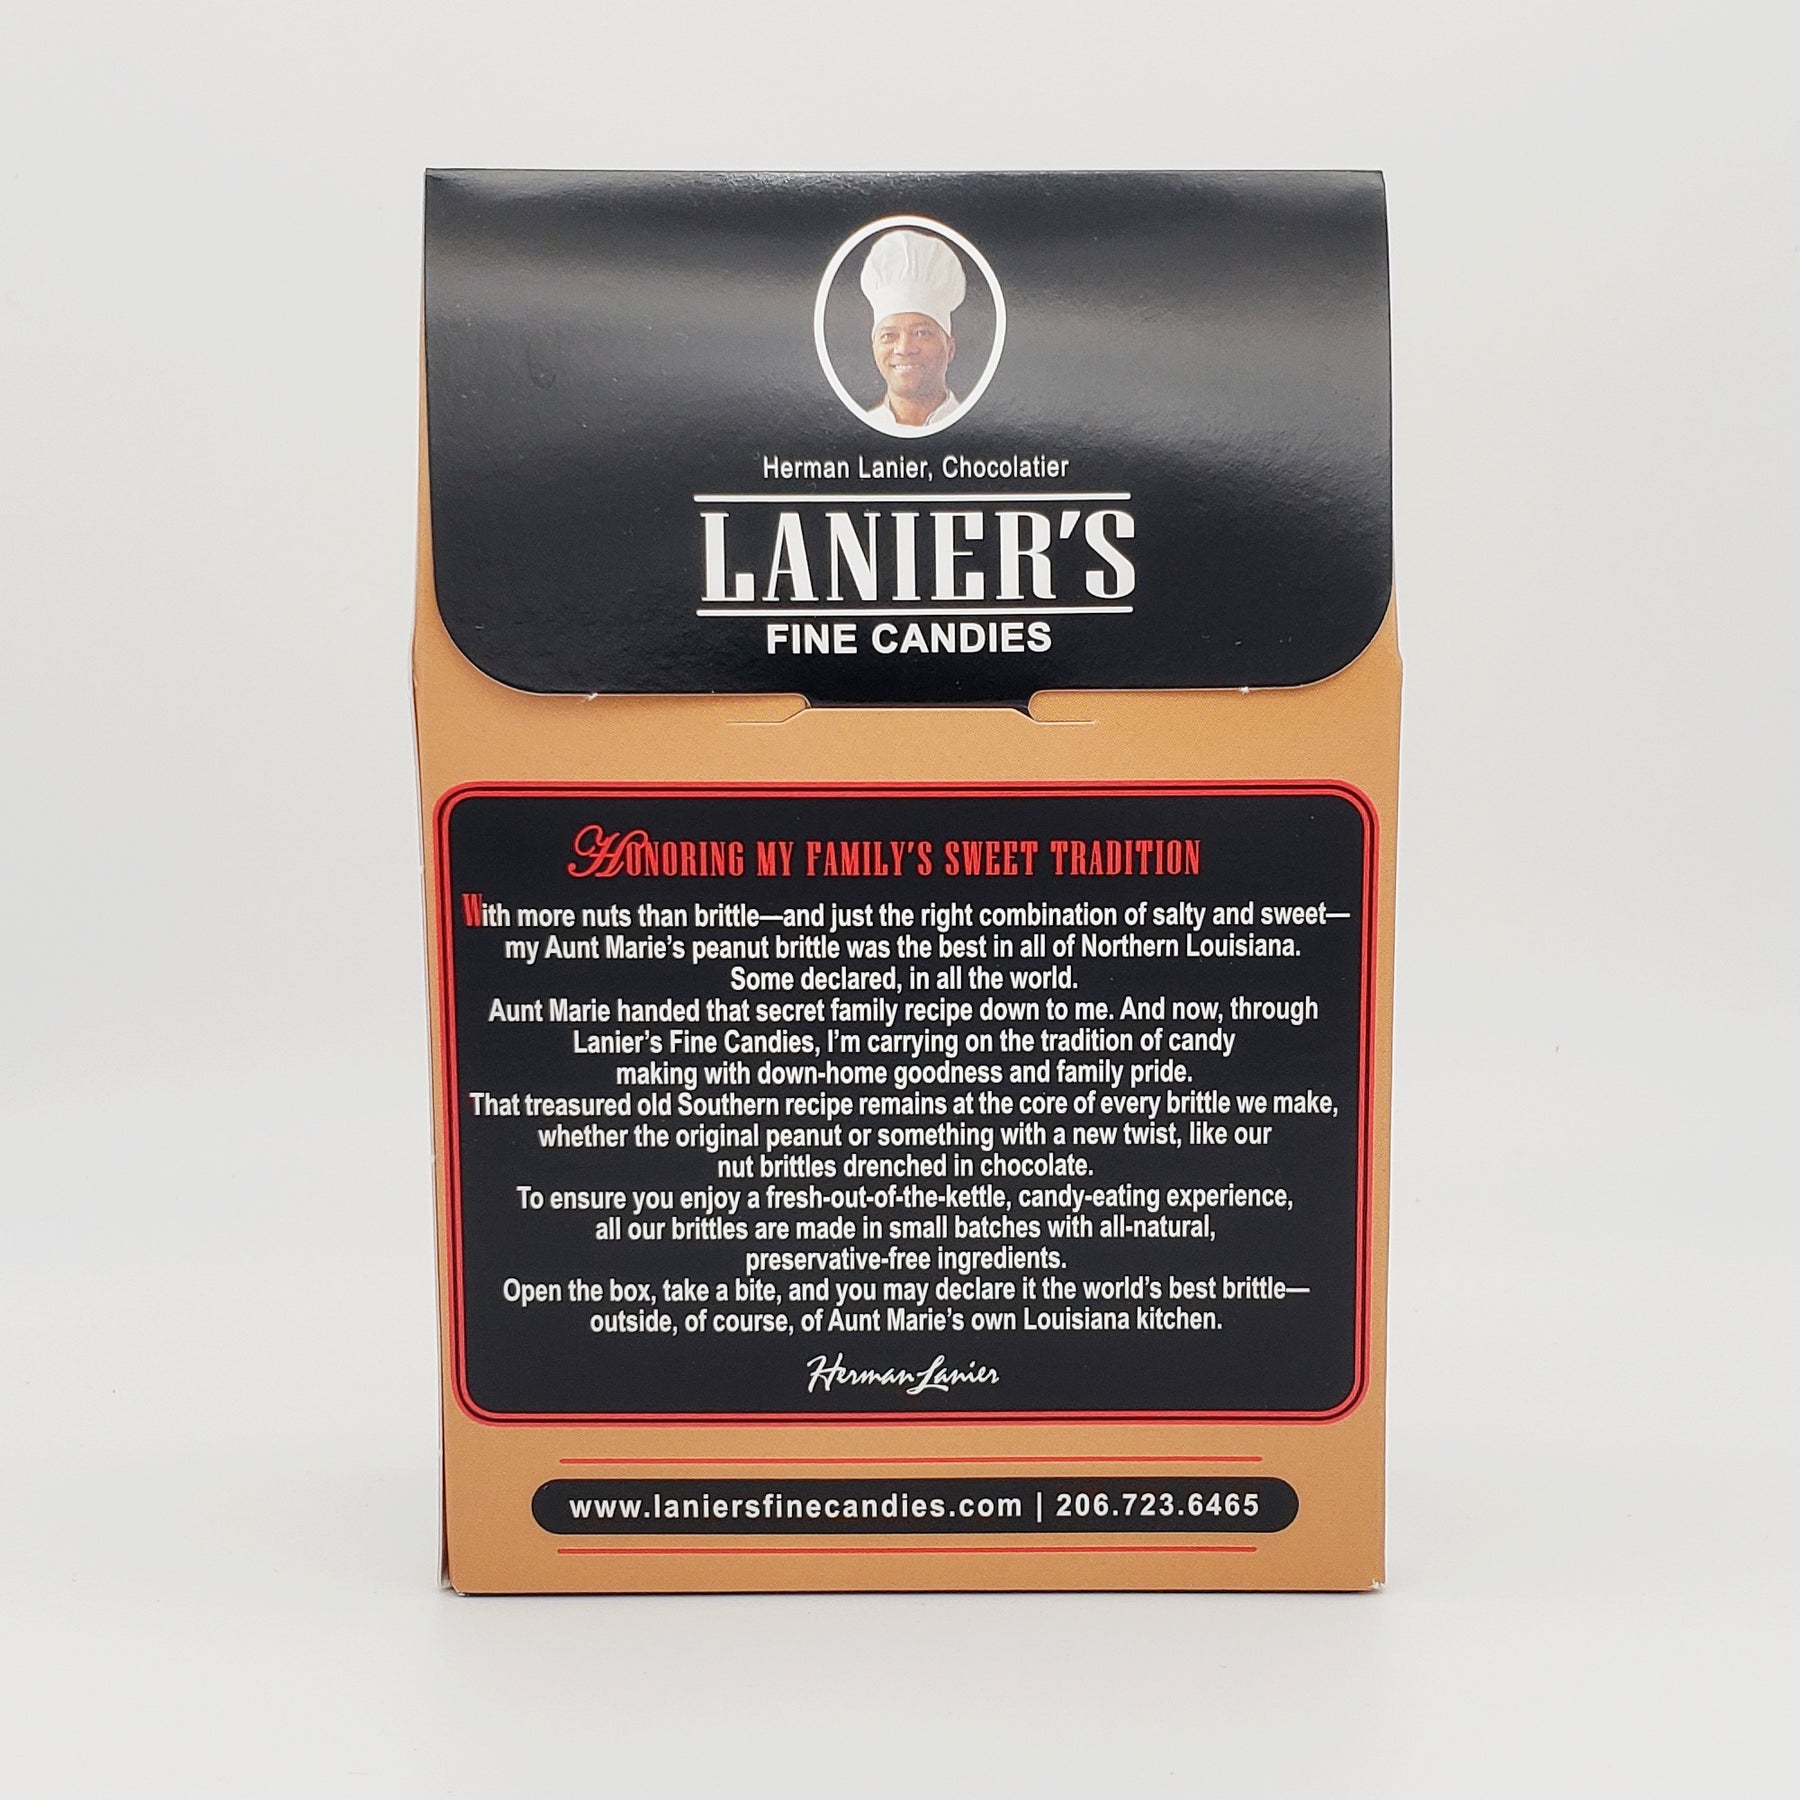 Herman Lanier, Chocolatier
LANIER'S
FINE CANDIES
HONORING MY FAMILY'S SWEET TRADITION
With more nuts than brittle—and just the right combination of salty and sweet—
my Aunt Marie's peanut brittle was the best in all of Northern Louisiana.
Some declared, in all the world.
Aunt Marie handed that secret family recipe down to me. And now, through
Lanier's Fine Candies, I'm carrying on the tradition of candy
making with down-home goodness and family pride.
That treasured old Southern recipe remains at the core of every brittle we make,
whether the original peanut or something with a new twist, like our
nut brittles drenched in chocolate.
To ensure you enjoy a fresh-out-of-the-kettle, candy-eating experience,
all our brittles are made in small batches with all-natural,
preservative-free ingredients.
Open the box, take a bite, and you may declare it the world's best brittle—
outside, of course, of Aunt Marie's own Louisiana kitchen.
Herman Lanier
www.laniersfinecandies.com | 206.723.6465